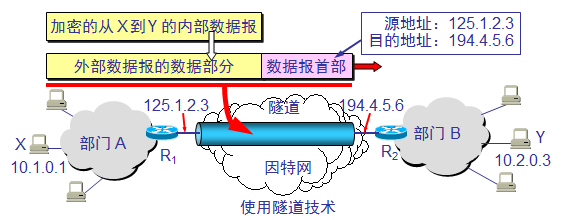 加密的从 X 到 Y 的内部数据报
源地址：125.1.2.3
目的地址：194.4.5.6
外部数据报的数据部分
数据报首部
125.1.2.3
隧道
194.4.5.6
部门 A
部门 B
X
Y
R1
R2
10.1.0.1
10.2.0.3
因特网
使用隧道技术